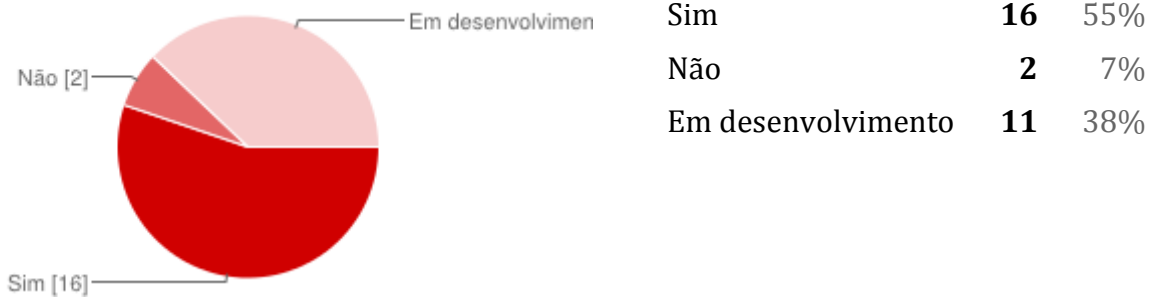 Em desenvolvimen
Não [2]
Sim [16]
Sim 16 55%
Não 2 7%
Em desenvolvimento 11 38%